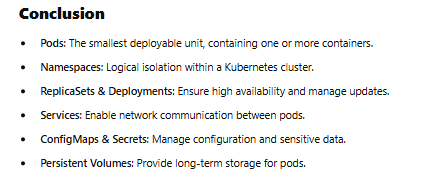 Conclusion
• Pods: The smallest deployable unit, containing one or more containers.
• Namespaces: Logical isolation within a Kubernetes cluster.
• ReplicaSets & Deployments: Ensure high availability and manage updates.
• Services: Enable network communication between pods.
• ConfigMaps & Secrets: Manage configuration and sensitive data.
• Persistent Volumes: Provide long-term storage for pods.